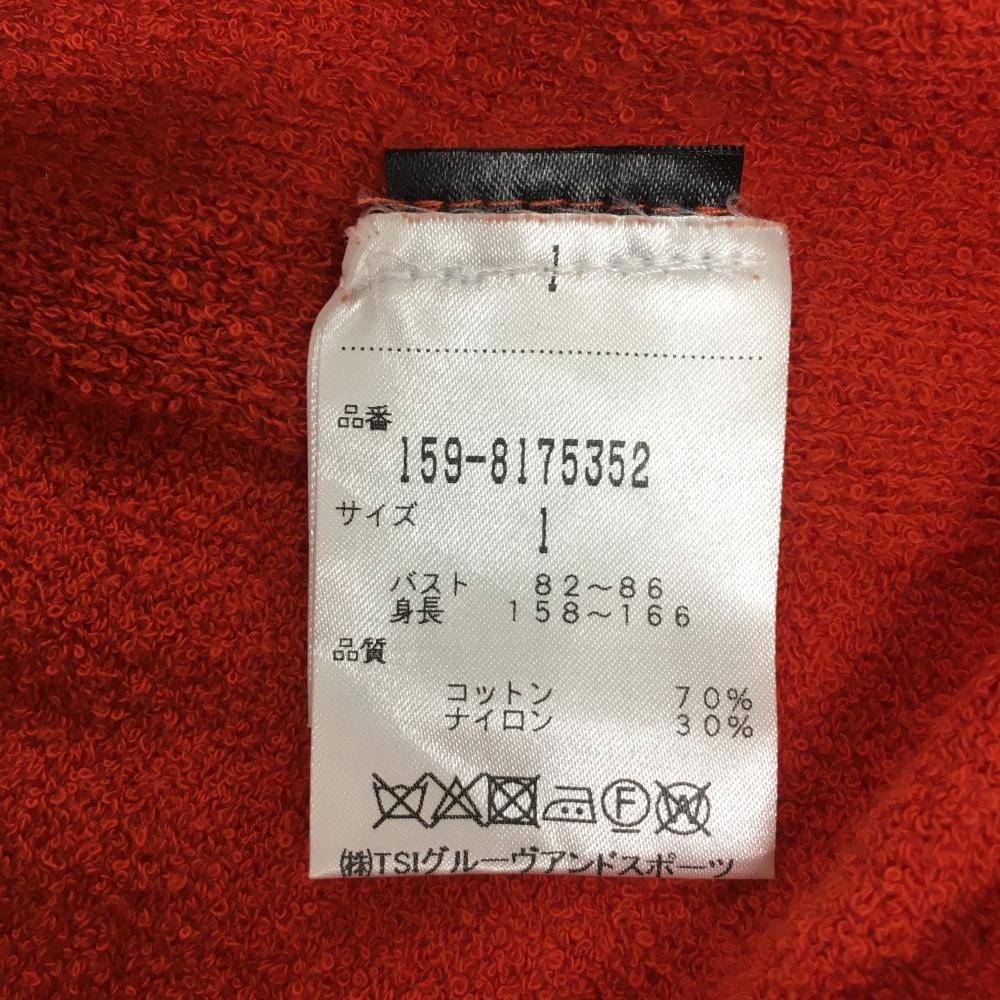 1
品番
159-8175352
サイズ
1
バスト 82～86
身長 158～166
品質
コットン 70%
ナイロン 30%
F W
㈱TSIグルーヴアンドスポーツ